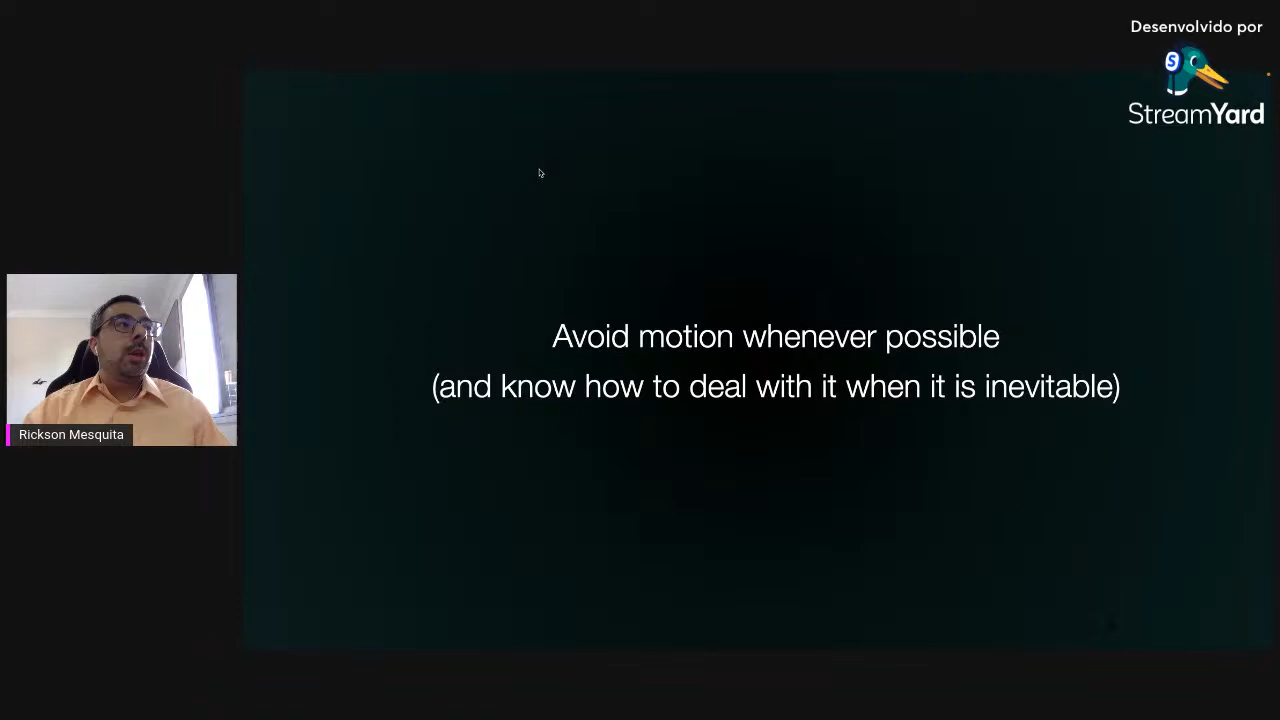 Desenvolvido por
S
StreamYard
Avoid motion whenever possible
(and know how to deal with it when it is inevitable)
Rickson Mesquita